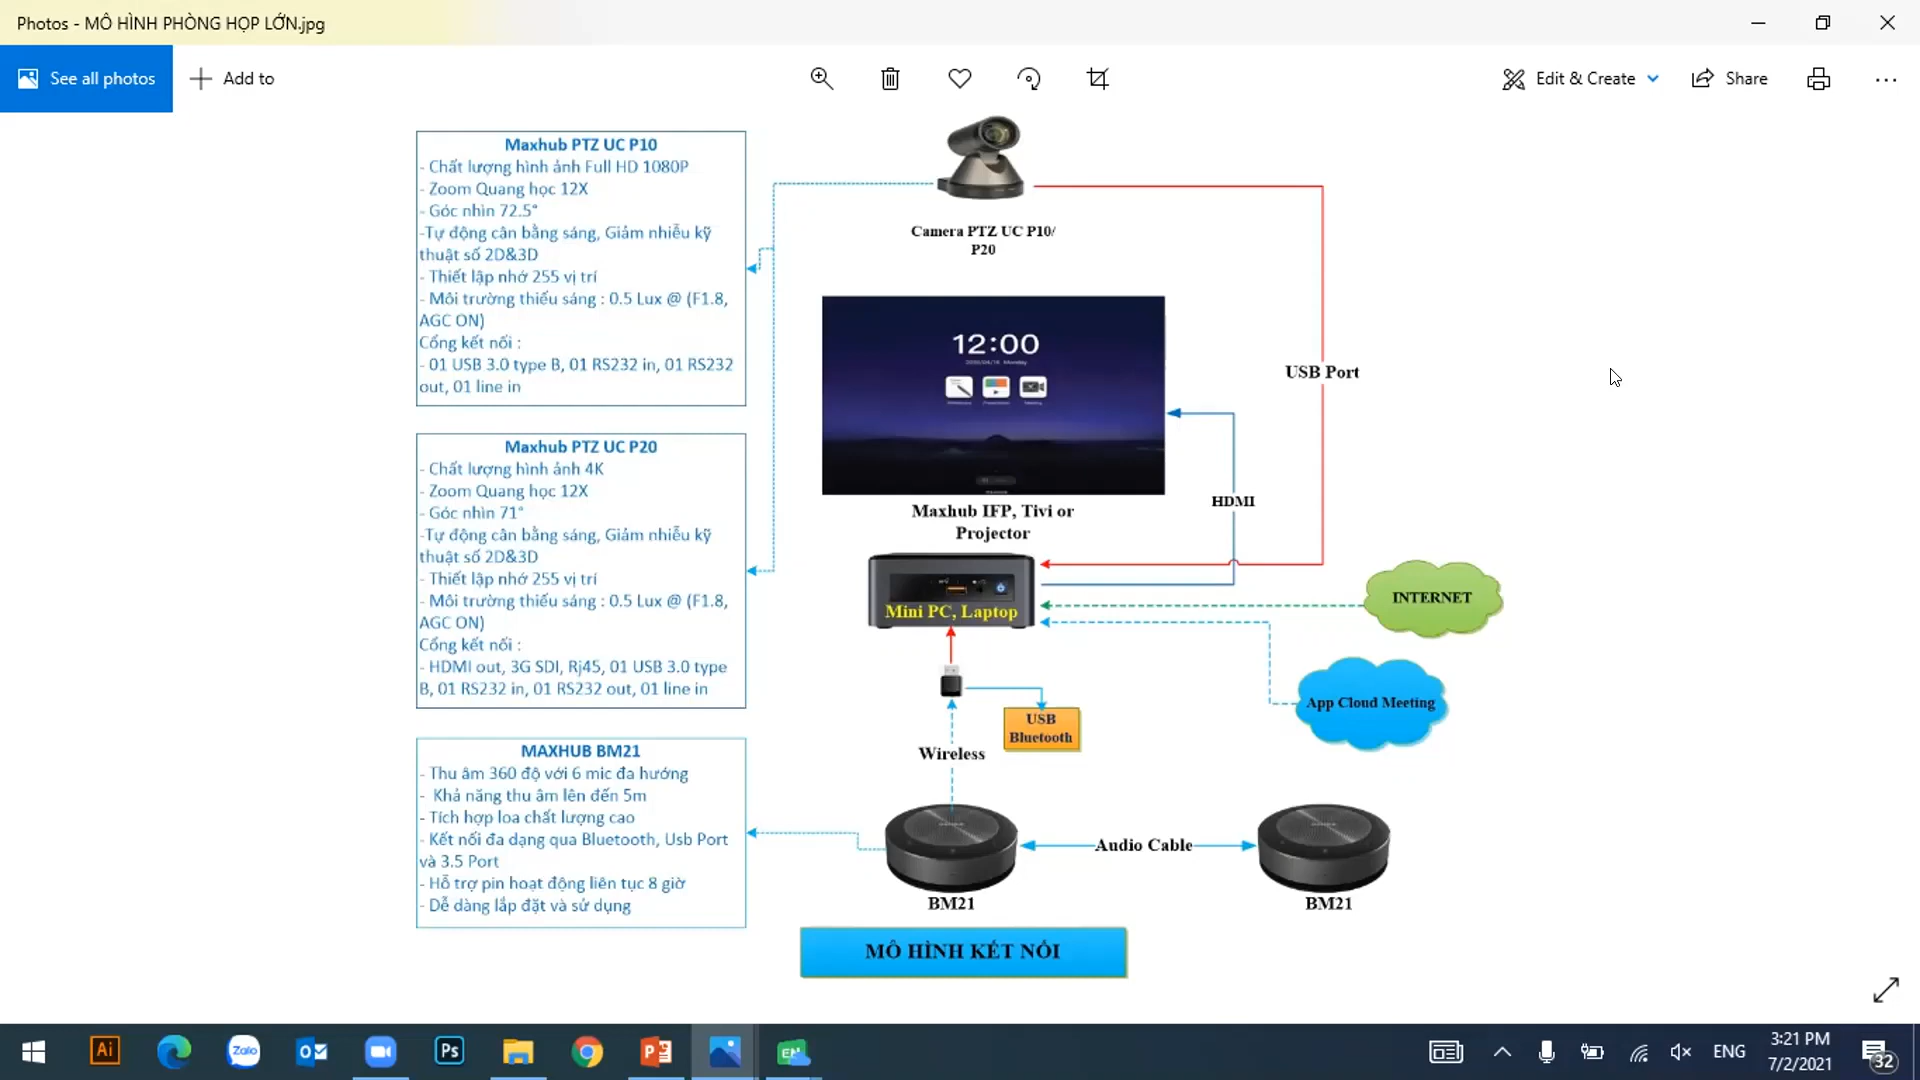 Photos - MÔ HÌNH PHÒNG HỌP LỚN.jpg
See all photos
Add to
Edit & Create
Share
Maxhub PTZ UC P10
- Chất lượng hình ảnh Full HD 1080P
- Zoom Quang học 12X
- Góc nhìn 72.5°
-Tự động cân bằng sáng, Giảm nhiễu kỹ
thuật số 2D&3D
- Thiết lập nhớ 255 vị trí
- Môi trường thiếu sáng : 0.5 Lux @ (F1.8,
AGC ON)
Cổng kết nối :
- 01 USB 3.0 type B, 01 RS232 in, 01 RS232
out, 01 line in
Maxhub PTZ UC P20
- Chất lượng hình ảnh 4K
- Zoom Quang học 12X
- Góc nhìn 71°
-Tự động cân bằng sáng, Giảm nhiễu kỹ
thuật số 2D&3D
- Thiết lập nhớ 255 vị trí
- Môi trường thiếu sáng : 0.5 Lux @ (F1.8,
AGC ON)
Cổng kết nối :
- HDMI out, 3G SDI, Rj45, 01 USB 3.0 type
B, 01 RS232 in, 01 RS232 out, 01 line in
MAXHUB BM21
- Thu âm 360 độ với 6 mic đa hướng
- Khả năng thu âm lên đến 5m
- Tích hợp loa chất lượng cao
- Kết nối đa dạng qua Bluetooth, Usb Port
và 3.5 Port
- Hỗ trợ pin hoạt động liên tục 8 giờ
- Dễ dàng lắp đặt và sử dụng
Camera PTZ UC P10/
P20
12:00
USB Port
HDMI
Maxhub IFP, Tivi or
Projector
Mini PC, Laptop
INTERNET
App Cloud Meeting
USB
Bluetooth
Wireless
Audio Cable
BM21
BM21
MÔ HÌNH KẾT NỐI
Ai
Zalo
Ps
ENG
3:21 PM
7/2/2021
32